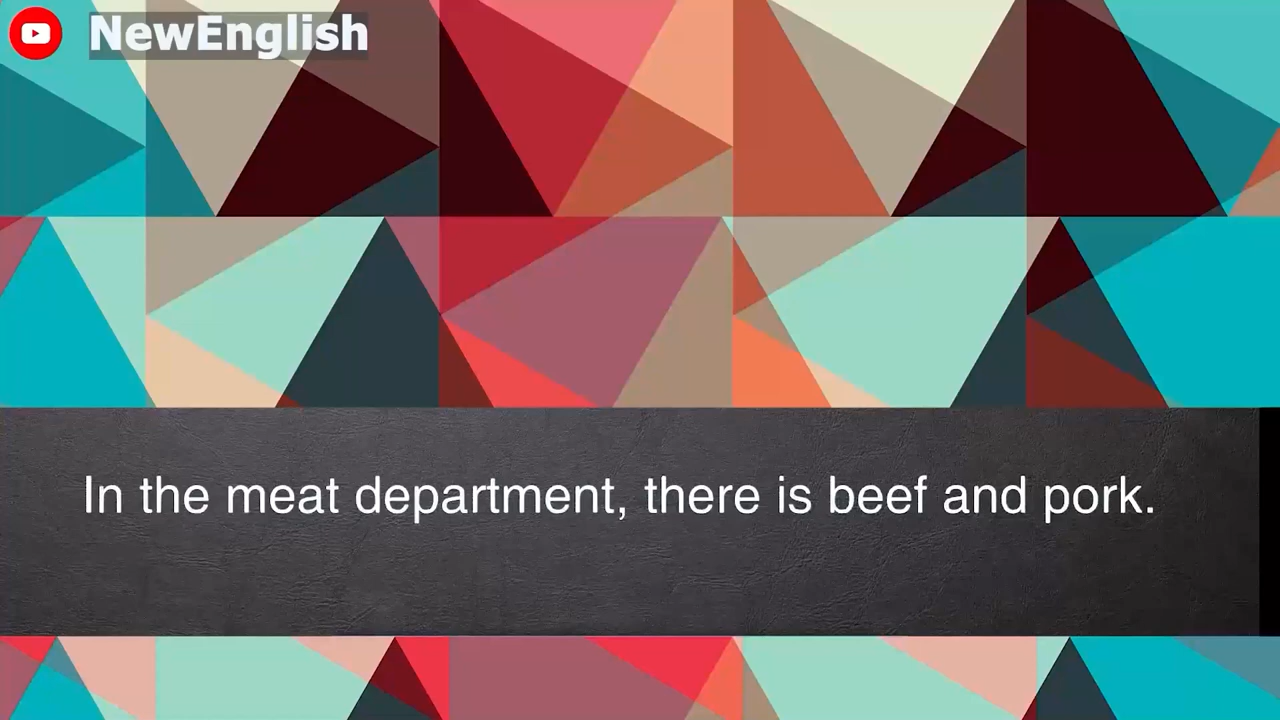 NewEnglish
In the meat department, there is beef and pork.